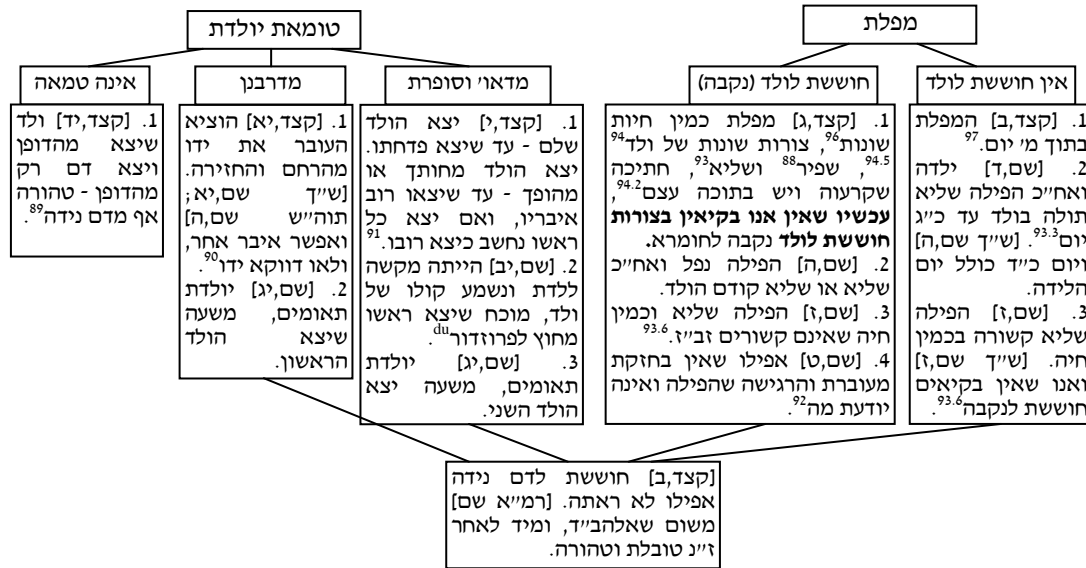 מפלת
אין חוששת לולד
1. [קצד,ב] המפלת
בתוך מ׳ יום.97
2. [שם,ד] ילדה
ואח״כ הפילה שליא
תולה בולד עד כ״ג
יום93.3. [ש״ך שם,ה]
ויום כ״ד כולל יום
הלידה.
3. [שם,ז] הפילה
שליא קשורה בכמין
חיה. [ש״ך שם,ז]
ואנו שאין בקיאים
חוששת לנקבה93.6.
חוששת לולד (נקבה)
1. [קצד,ג] מפלת כמין חיות
שונות96, צורות שונות של ולד94
94.5, שפיר88 ושליא93, חתיכה
שקרעוה ויש בתוכה עצם94.2,
עכשיו שאין אנו בקיאין בצורות
חוששת לולד נקבה לחומרא.
2. [שם,ה] הפילה נפל ואח״כ
שליא או שליא קודם הולד.
3. [שם,ז] הפילה שליא וכמין
חיה שאינם קשורים זב״ז.93.6
4. [שם,ט] אפילו שאין בחזקת
מעוברת והרגישה שהפילה ואינה
יודעת מה92.
טומאת יולדת
מדאו׳ וסופרת
1. [קצד,י] יצא הולד
שלם - עד שיצא פדחתו.
יצא הולד מחותך או
מהופך - עד שיצאו רוב
איבריו, ואם יצא כל
ראשו נחשב כיצא רובו.91
2. [שם,יב] הייתה מקשה
ללדת ונשמע קולו של
ולד, מוכח שיצא ראשו
מחוץ לפרוזדורdu.
3. [שם,יג] יולדת
תאומים, משעה יצא
הולד השני.
מדרבנן
1. [קצד,יא] הוציא
העובר את ידו
מהרחם והחזירה.
[ש״ך שם,יא;
תוה״ש שם,ה]
ואפשר איבר אחר,
ולאו דווקא ידו90.
2. [שם,יג] יולדת
תאומים, משעה
שיצא הולד
הראשון.
אינה טמאה
1. [קצד,יד] ולד
שיצא מהדופן
ויצא דם רק
מהדופן - טהורה
אף מדם נידה89.
[קצד,ב] חוששת לדם נידה
אפילו לא ראתה. [רמ״א שם]
משום שאלהב״ד, ומיד לאחר
ז״נ טובלת וטהורה.